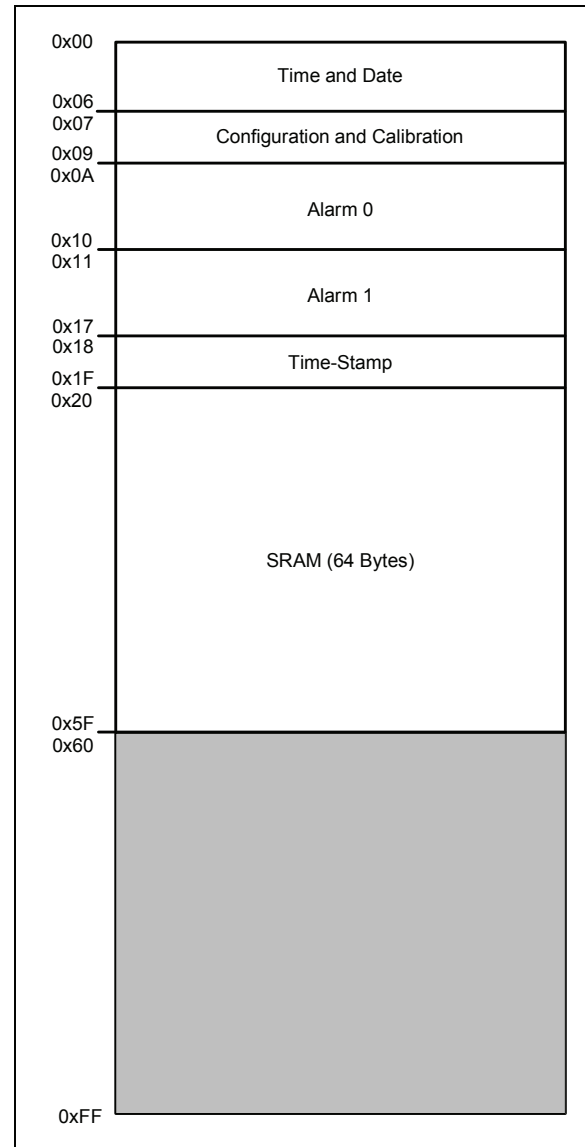 0x00
Time and Date
0x06
0x07
Configuration and Calibration
0x09
0x0A
Alarm 0
0x10
0x11
Alarm 1
0x17
0x18
Time-Stamp
0x1F
0x20
SRAM (64 Bytes)
0x5F
0x60
0xFF